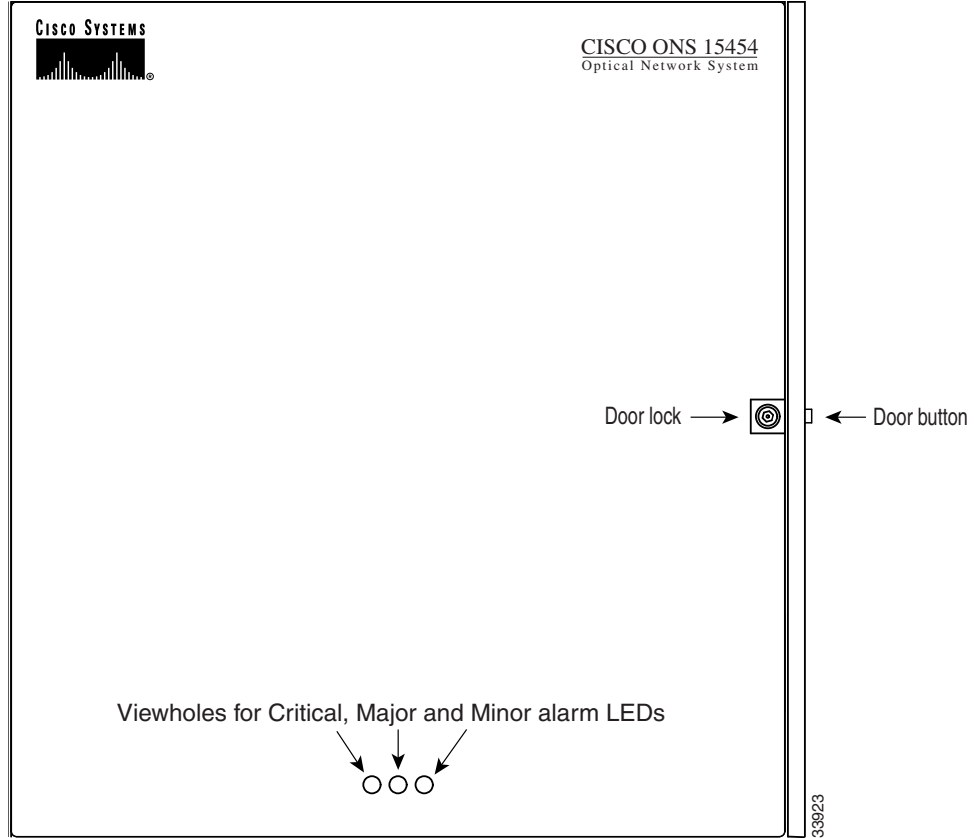 CISCO SYSTEMS
®
CISCO ONS 15454
Optical Network System
Door lock
Door button
Viewholes for Critical, Major and Minor alarm LEDs
33923